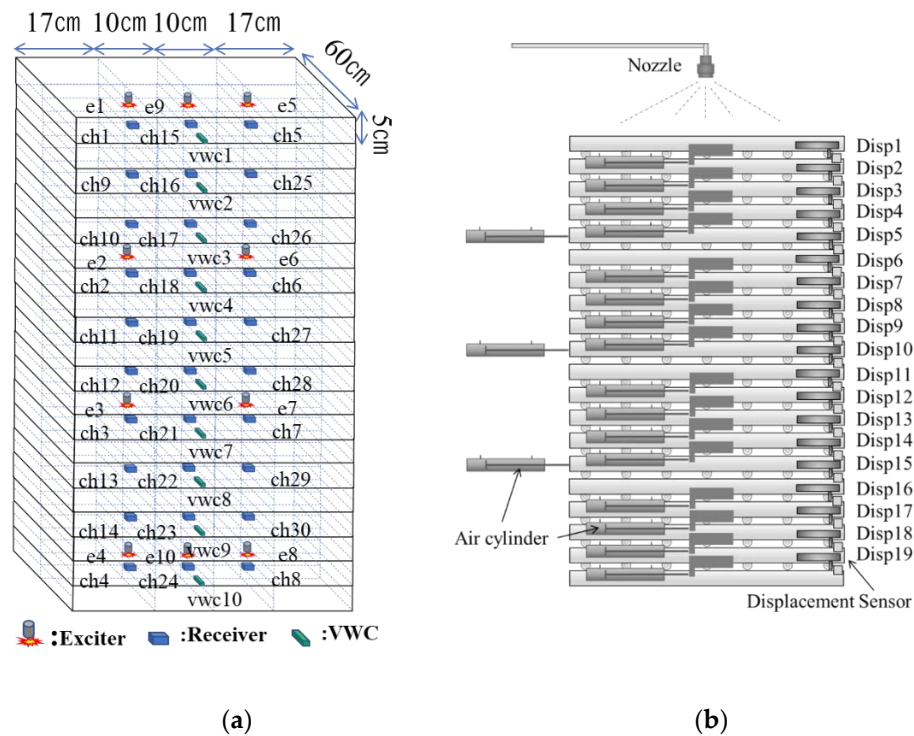 17cm 10cm 10cm 17cm
60cm
5cm
e1 e9 e5
ch1 ch15 ch5
vwc1
ch9 ch16 ch25
vwc2
ch10 ch17 ch26
e2 vwc3 e6
ch2 ch18 ch6
vwc4
ch11 ch19 ch27
vwc5
ch12 ch20 ch28
e3 vwc6 e7
ch3 ch21 ch7
vwc7
ch13 ch22 ch29
vwc8
ch14 ch23 ch30
e4 e10 vwc9 e8
ch4 ch24 ch8
vwc10
:Exciter :Receiver :VWC
(a)
Nozzle
Disp1
Disp2
Disp3
Disp4
Disp5
Disp6
Disp7
Disp8
Disp9
Disp10
Disp11
Disp12
Disp13
Disp14
Disp15
Disp16
Disp17
Disp18
Disp19
Air cylinder
Displacement Sensor
(b)